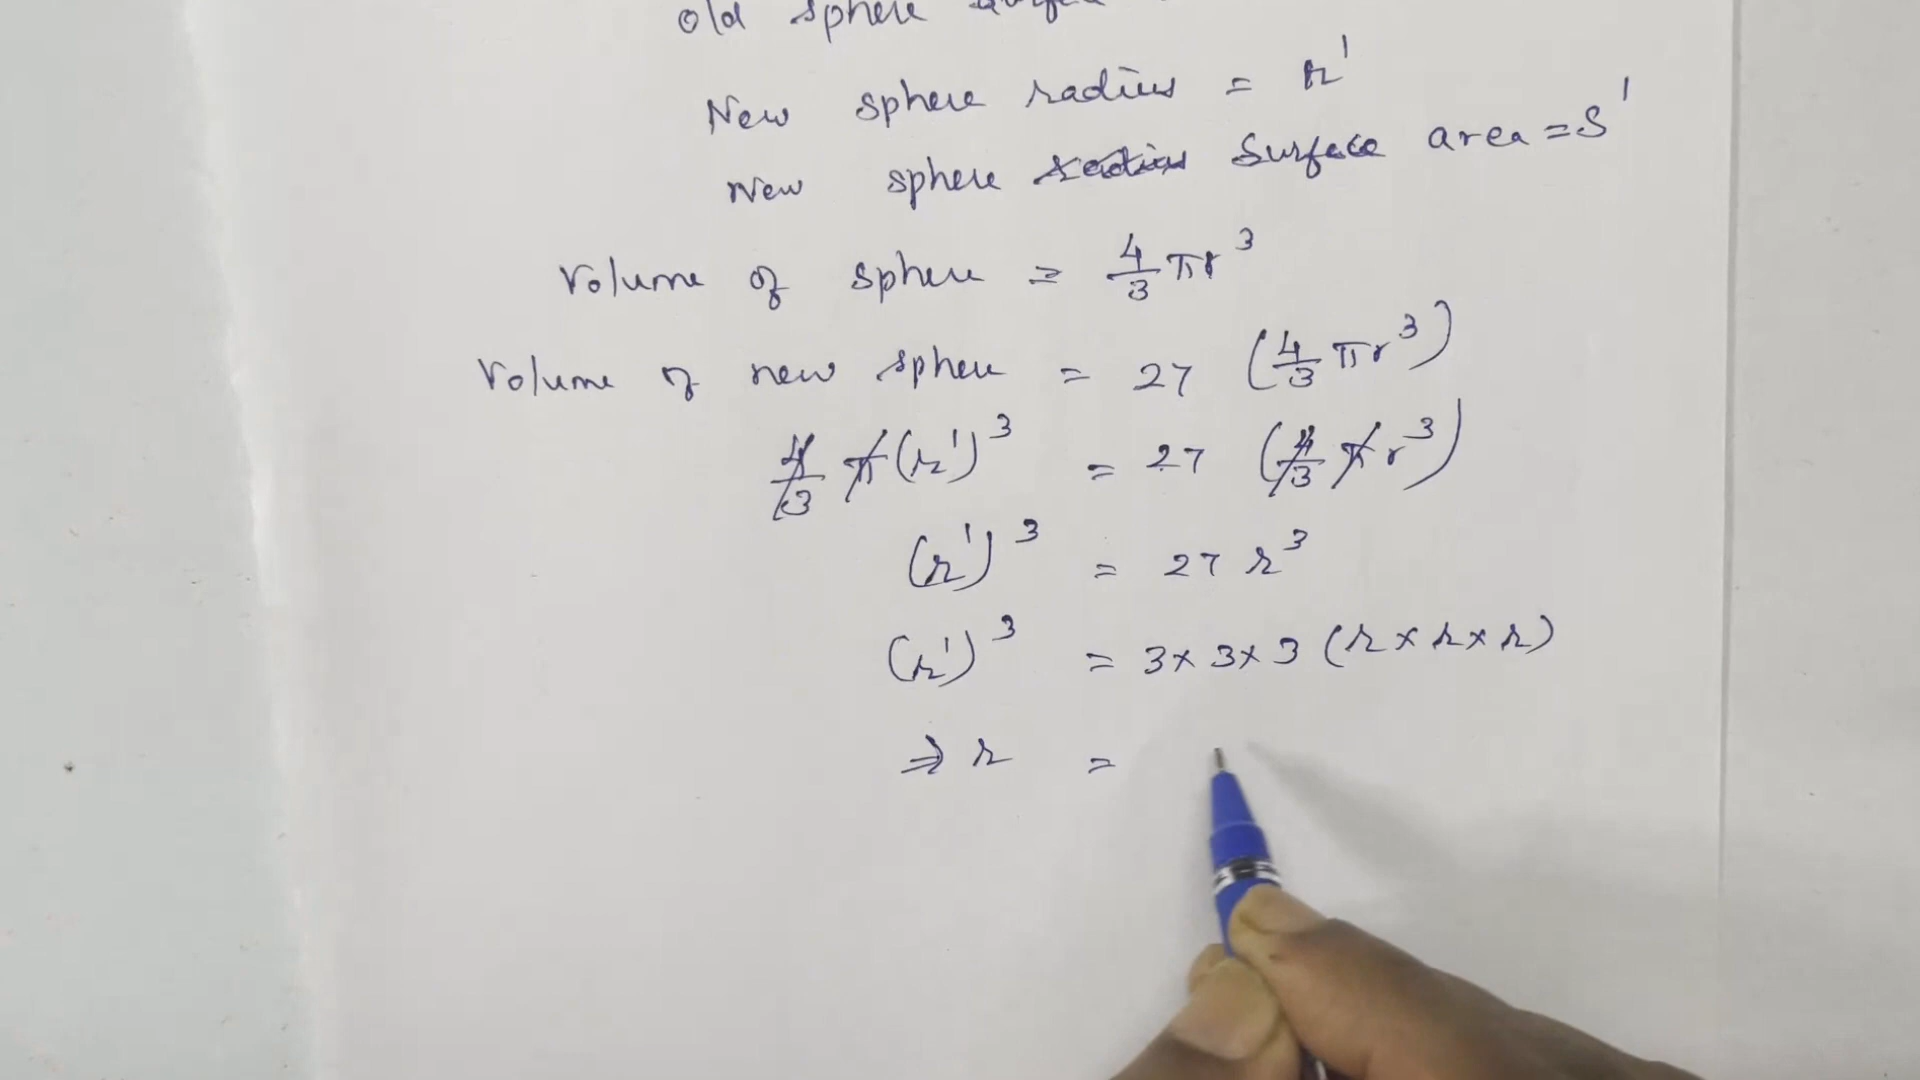 old sphere
New sphere radius = r'
New sphere surface area = S'
Volume of sphere = 4/3 πr³
Volume of new sphere = 27 (4/3 πr³)
4/3 π(r')³ = 27 (4/3 πr³)
(r')³ = 27 r³
(r')³ = 3×3×3 (r×r×r)
⇒ r =